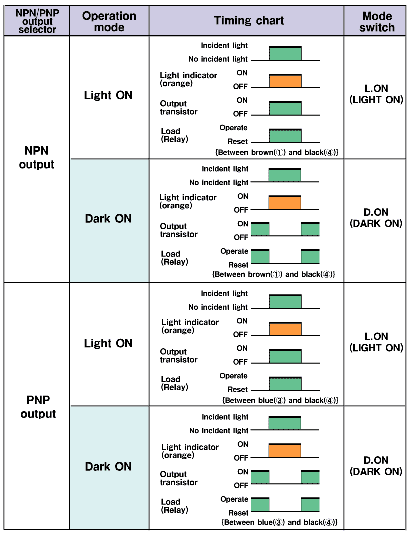 NPN/PNP output selector
Operation mode
Timing chart
Mode switch
NPN output
Light ON
Incident light
No incident light
Light indicator (orange)
ON
OFF
Output transistor
ON
OFF
Load (Relay)
Operate
Reset
(Between brown(①) and black(④))
L.ON
(LIGHT ON)
Dark ON
Incident light
No incident light
Light indicator (orange)
ON
OFF
Output transistor
ON
OFF
Load (Relay)
Operate
Reset
(Between brown(①) and black(④))
D.ON
(DARK ON)
PNP output
Light ON
Incident light
No incident light
Light indicator (orange)
ON
OFF
Output transistor
ON
OFF
Load (Relay)
Operate
Reset
(Between blue(③) and black(④))
L.ON
(LIGHT ON)
Dark ON
Incident light
No incident light
Light indicator (orange)
ON
OFF
Output transistor
ON
OFF
Load (Relay)
Operate
Reset
(Between blue(③) and black(④))
D.ON
(DARK ON)